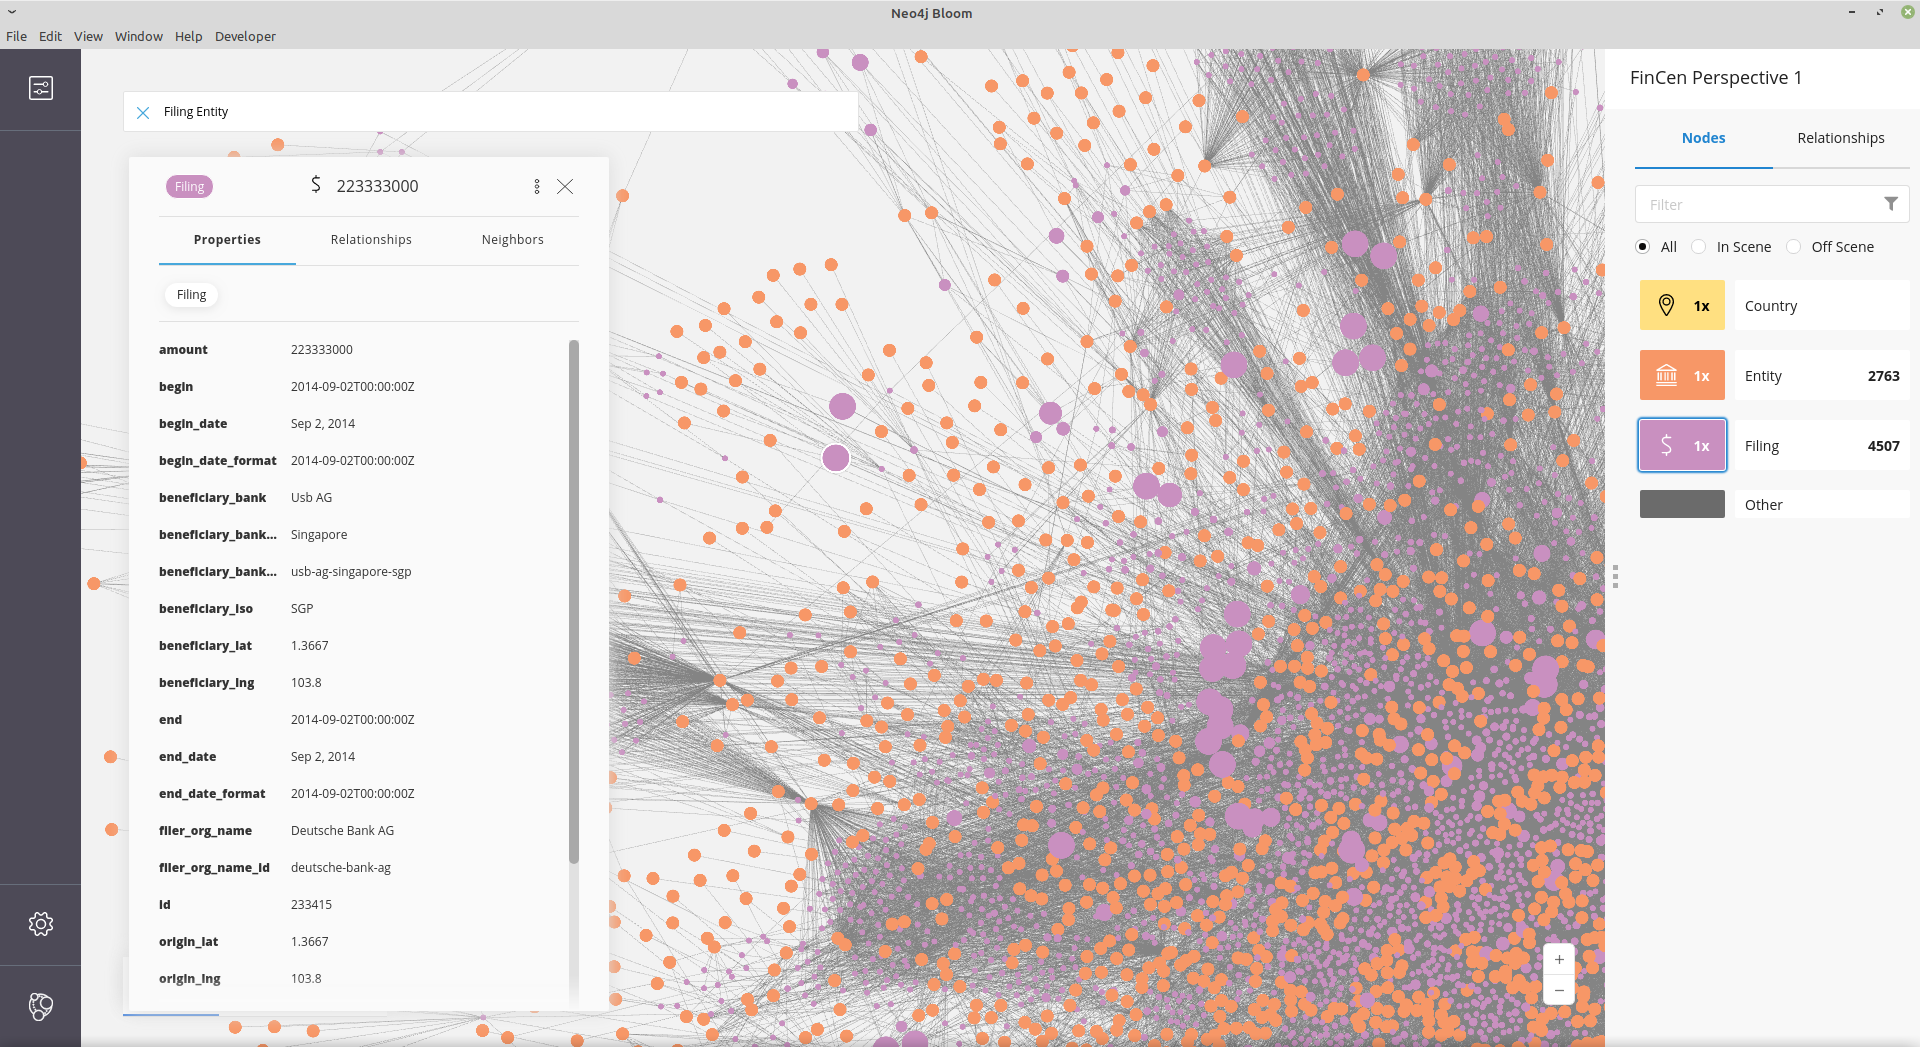 Neo4j Bloom
File Edit View Window Help Developer
Filing Entity
Filing $ 223333000
Properties Relationships Neighbors
Filing
amount 223333000
begin 2014-09-02T00:00:00Z
begin_date Sep 2, 2014
begin_date_format 2014-09-02T00:00:00Z
beneficiary_bank Usb AG
beneficiary_bank... Singapore
beneficiary_bank... usb-ag-singapore-sgp
beneficiary_iso SGP
beneficiary_lat 1.3667
beneficiary_lng 103.8
end 2014-09-02T00:00:00Z
end_date Sep 2, 2014
end_date_format 2014-09-02T00:00:00Z
filer_org_name Deutsche Bank AG
filer_org_name_id deutsche-bank-ag
id 233415
origin_lat 1.3667
origin_lng 103.8
FinCen Perspective 1
Nodes Relationships
Filter
All In Scene Off Scene
1x Country
1x Entity 2763
$ 1x Filing 4507
Other